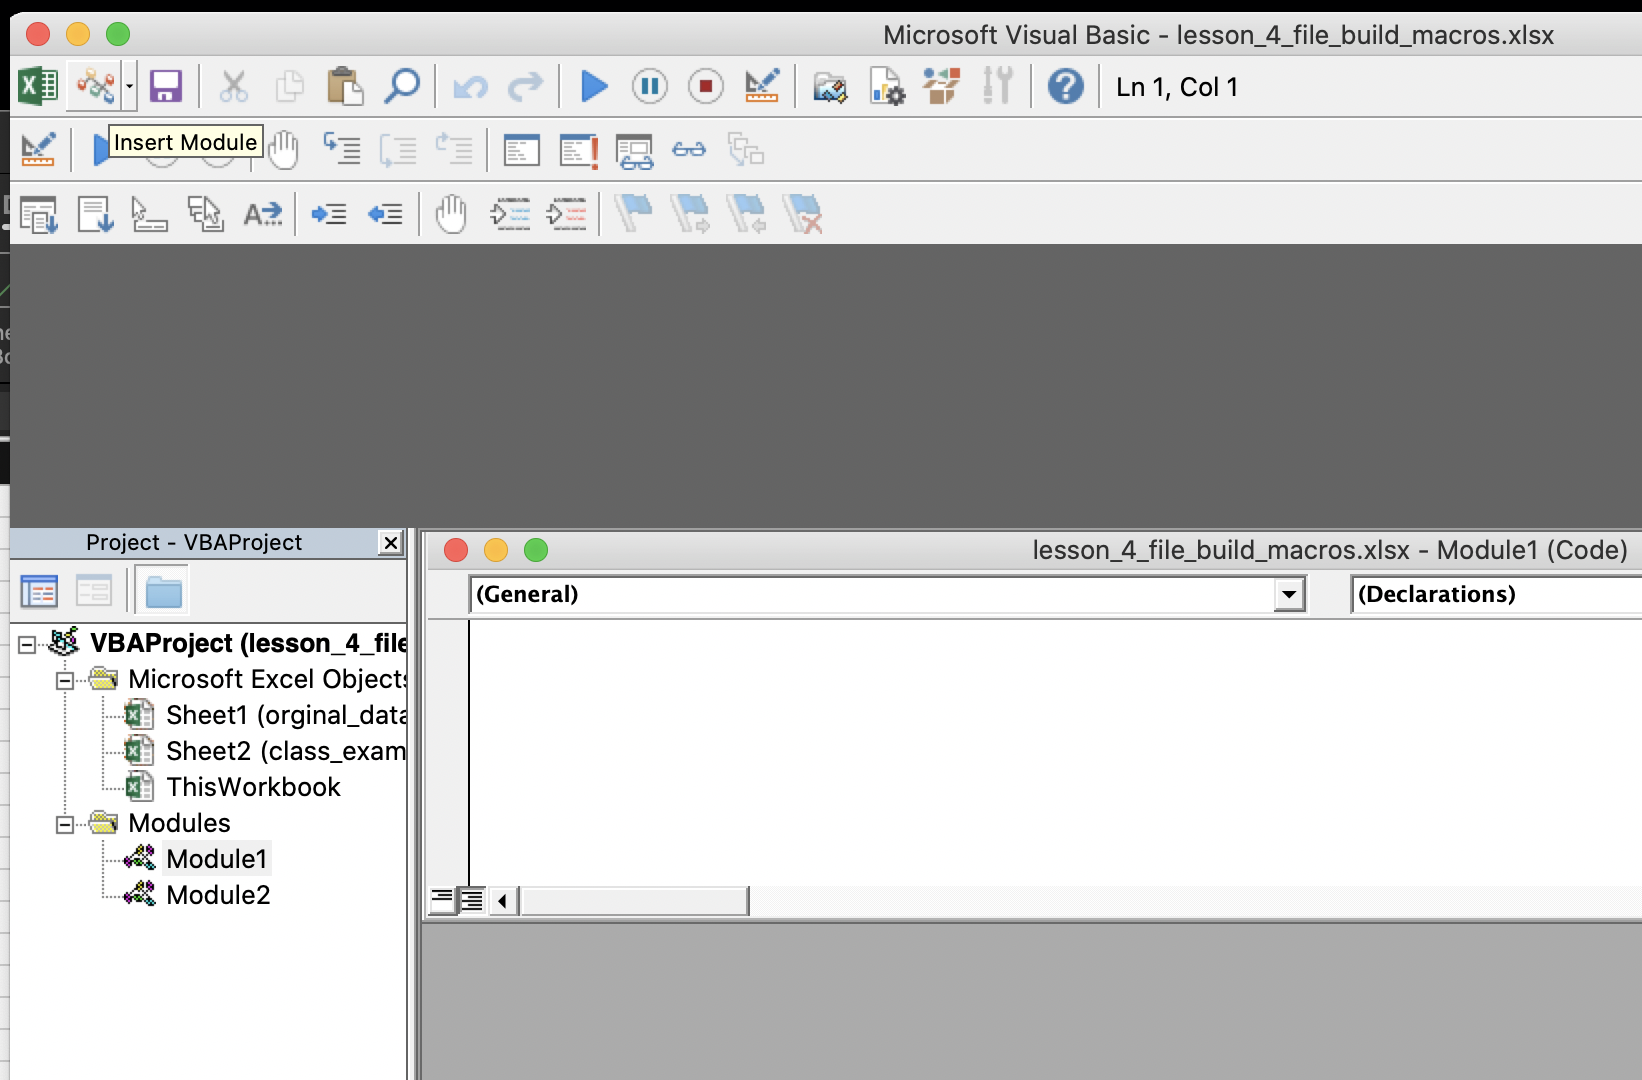 Microsoft Visual Basic - lesson_4_file_build_macros.xlsx
Ln 1, Col 1
Insert Module
Project - VBAProject
lesson_4_file_build_macros.xlsx - Module1 (Code)
(General)
(Declarations)
VBAProject (lesson_4_file
Microsoft Excel Objects
Sheet1 (orginal_data
Sheet2 (class_exam
ThisWorkbook
Modules
Module1
Module2